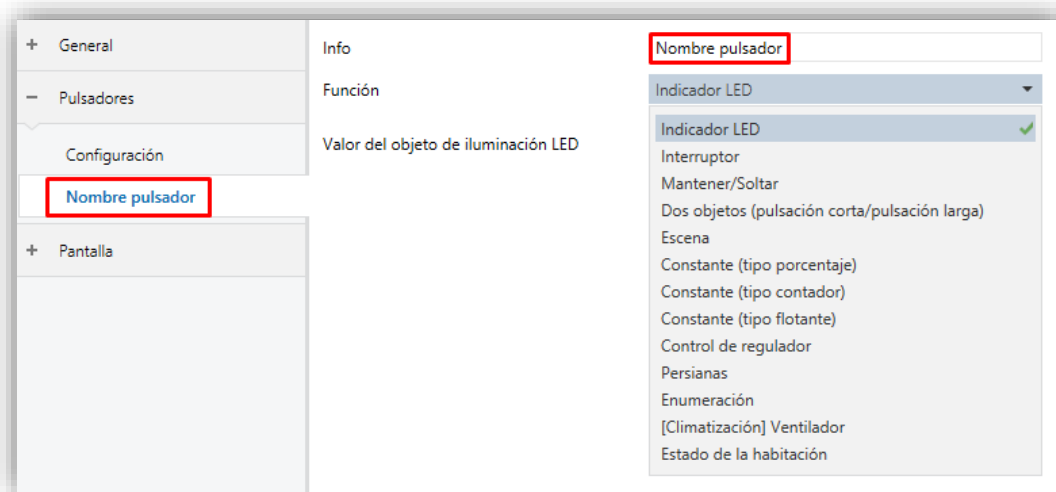 + General
− Pulsadores
Configuración
Nombre pulsador
+ Pantalla
Info
Nombre pulsador
Función
Indicador LED
Valor del objeto de iluminación LED
Indicador LED
Interruptor
Mantener/Soltar
Dos objetos (pulsación corta/pulsación larga)
Escena
Constante (tipo porcentaje)
Constante (tipo contador)
Constante (tipo flotante)
Control de regulador
Persianas
Enumeración
[Climatización] Ventilador
Estado de la habitación